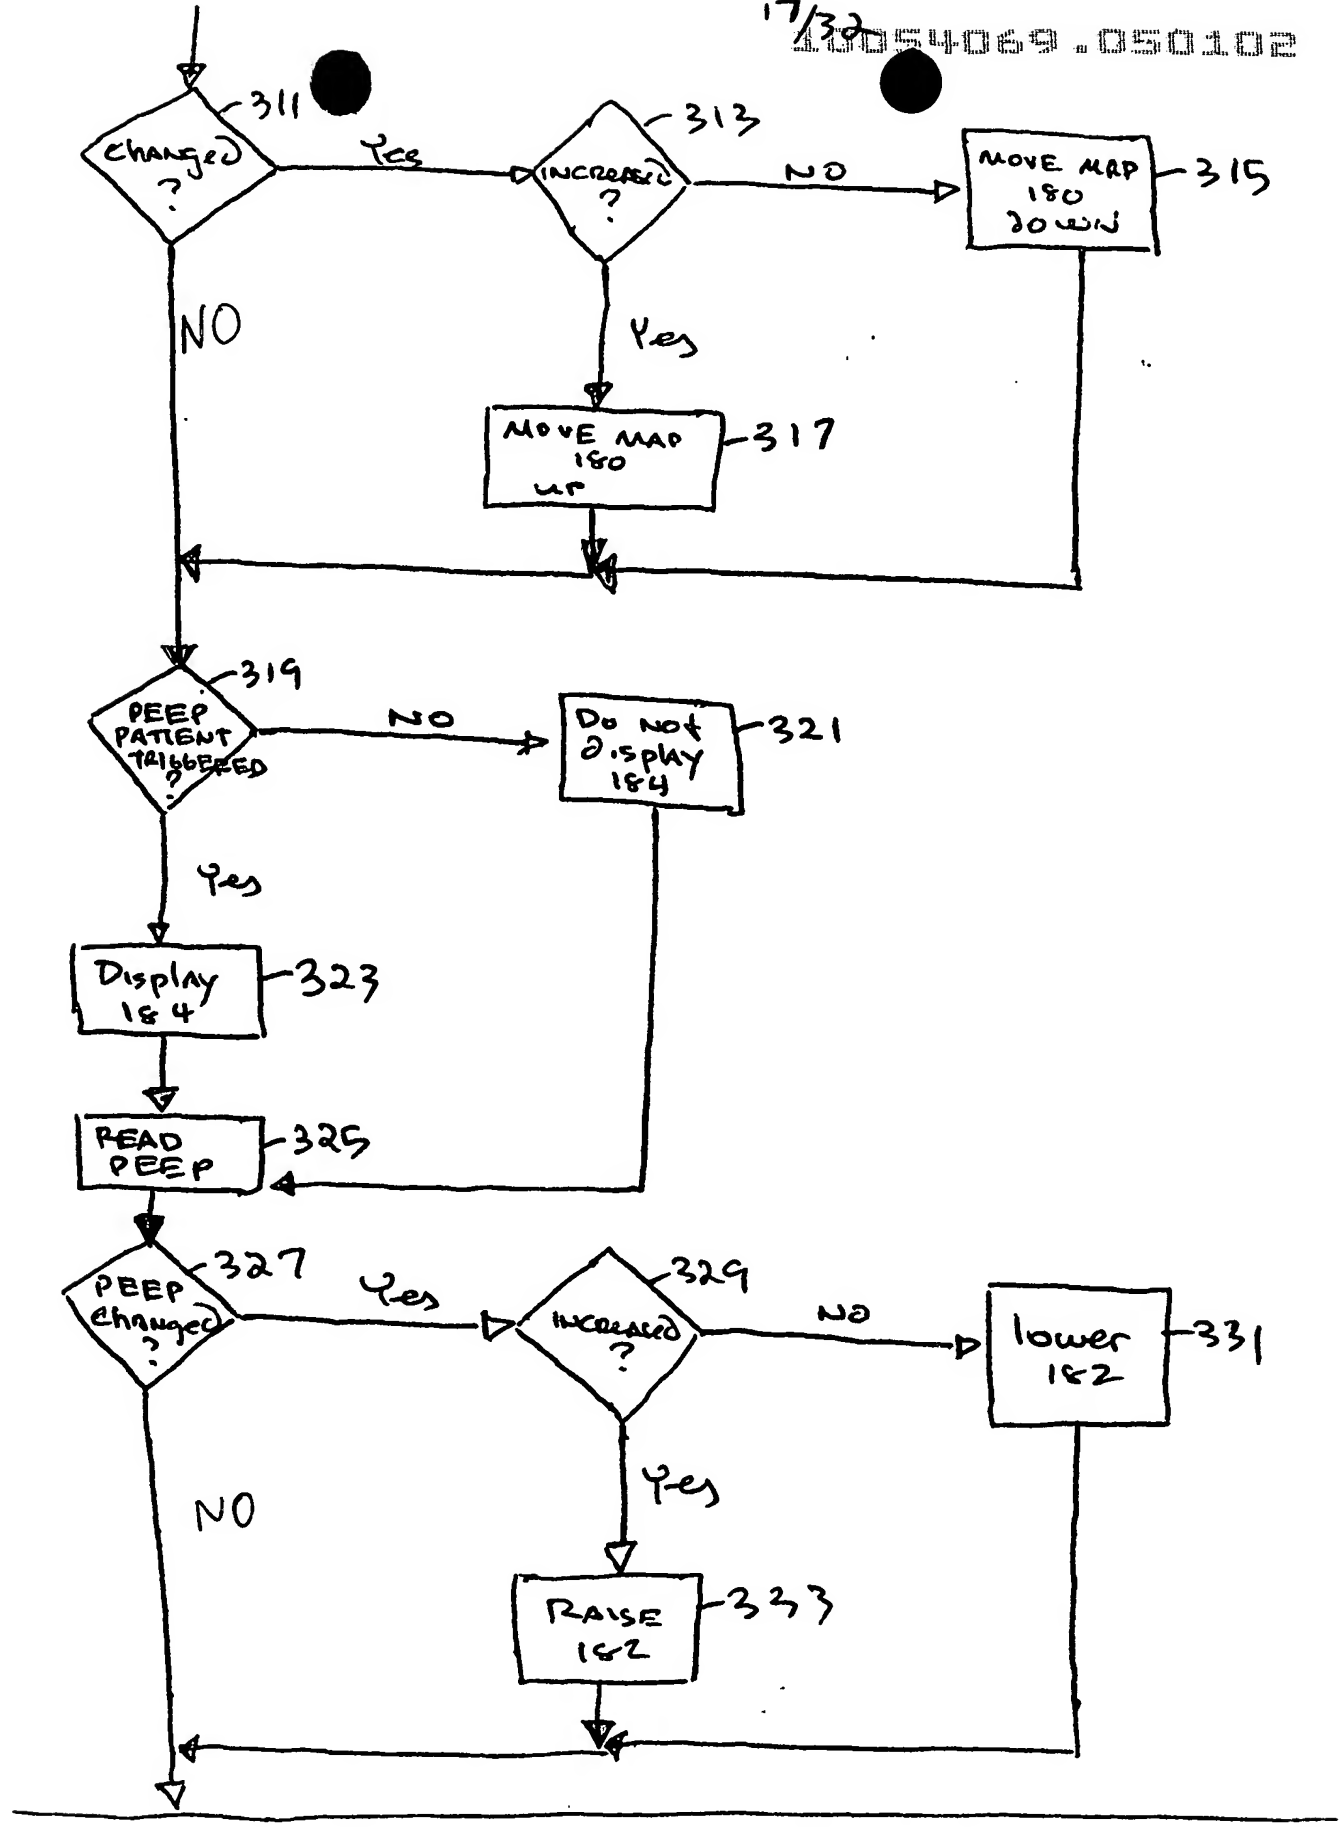 17/32
10054069.050102
311
Changed
?
Yes
313
INCREASED
?
NO
MOVE MAP
180
DOWN
315
NO
Yes
MOVE MAP
180
UP
317
319
PEEP
PATIENT
TRIGGERED
?
NO
Do Not
Display
184
321
Yes
Display
184
323
READ
PEEP
325
327
PEEP
Changed
?
Yes
329
INCREASED
?
NO
lower
182
331
NO
Yes
RAISE
182
333